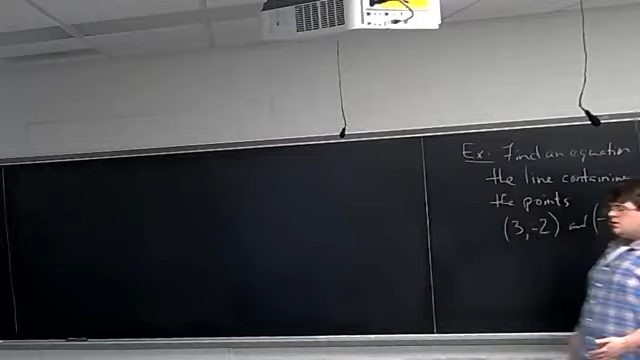 Ex. Find an equation
the line containing
the points
(3,-2) and (-